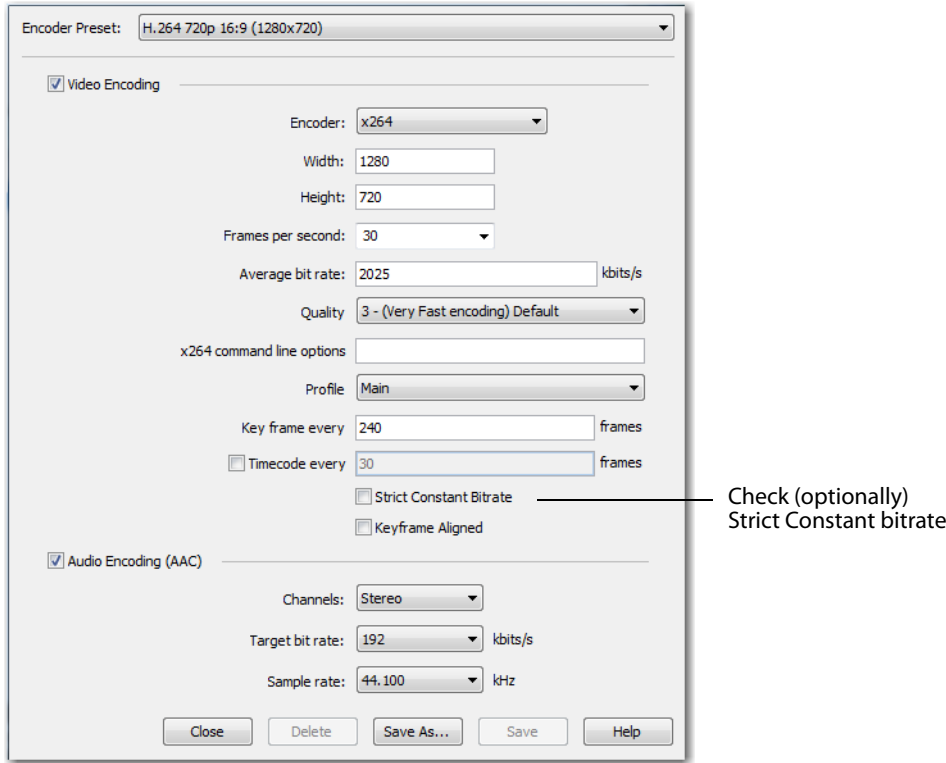 Encoder Preset: H.264 720p 16:9 (1280x720)
Video Encoding
Encoder: x264
Width: 1280
Height: 720
Frames per second: 30
Average bit rate: 2025 kbits/s
Quality 3 - (Very Fast encoding) Default
x264 command line options
Profile Main
Key frame every 240 frames
Timecode every 30 frames
Strict Constant Bitrate
Check (optionally)
Strict Constant bitrate
Keyframe Aligned
Audio Encoding (AAC)
Channels: Stereo
Target bit rate: 192 kbits/s
Sample rate: 44.100 kHz
Close Delete Save As... Save Help